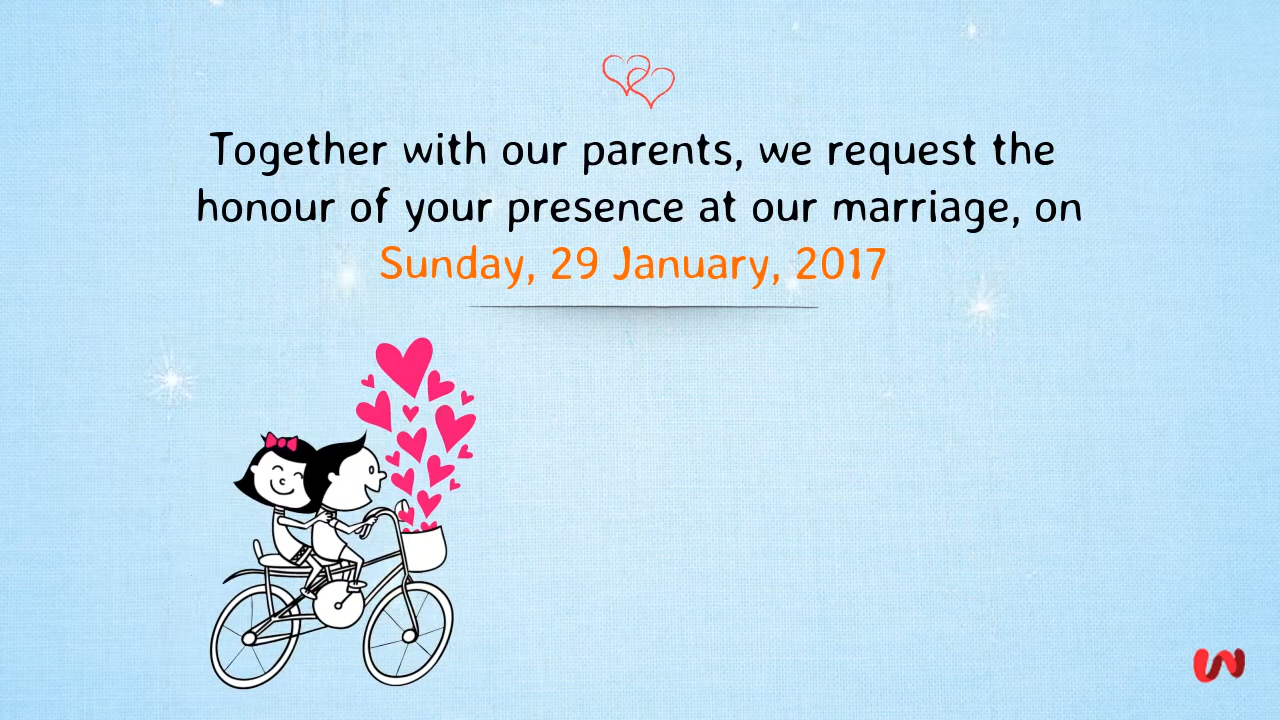 Together with our parents, we request the
honour of your presence at our marriage, on
Sunday, 29 January, 2017